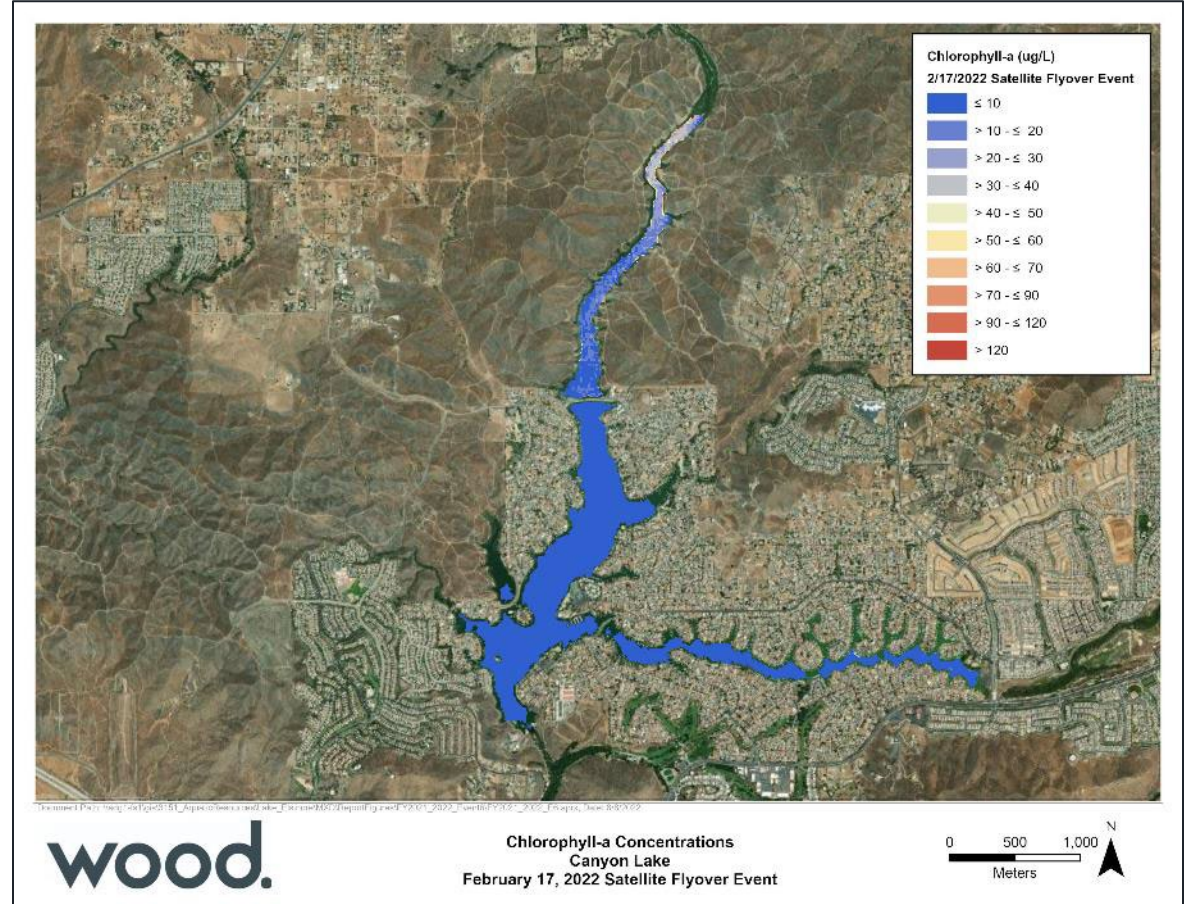 Chlorophyll-a (ug/L)
2/17/2022 Satellite Flyover Event
≤ 10
> 10 - ≤ 20
> 20 - ≤ 30
> 30 - ≤ 40
> 40 - ≤ 50
> 50 - ≤ 60
> 60 - ≤ 70
> 70 - ≤ 90
> 90 - ≤ 120
> 120
Document Path:
wood.
Chlorophyll-a Concentrations
Canyon Lake
February 17, 2022 Satellite Flyover Event
0 500 1,000
Meters
N